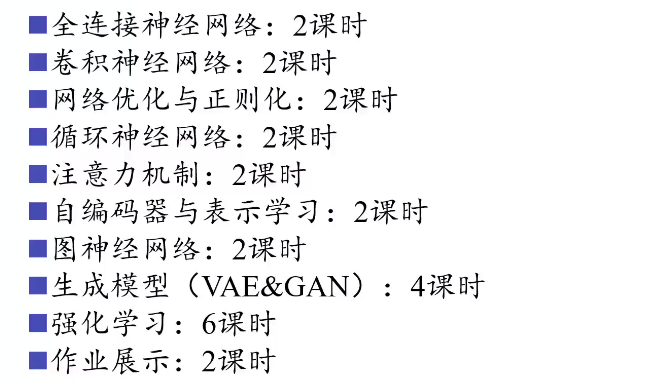 ■全连接神经网络：2课时
■卷积神经网络：2课时
■网络优化与正则化：2课时
■循环神经网络：2课时
■注意力机制：2课时
■自编码器与表示学习：2课时
■图神经网络：2课时
■生成模型（VAE&GAN）：4课时
■强化学习：6课时
■作业展示：2课时